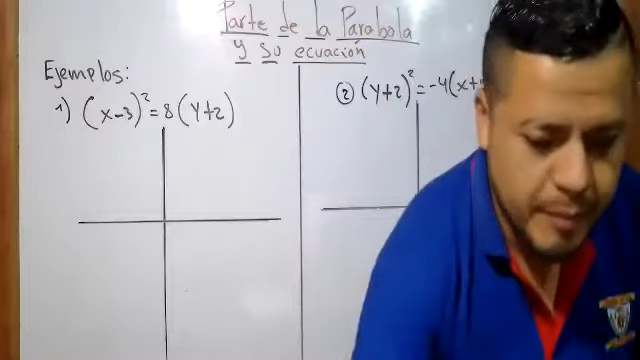 Parte de la Parabola
y su ecuación
Ejemplos:
1) (x-3)² = 8(y+2)
② (y+2)² = -4(x+